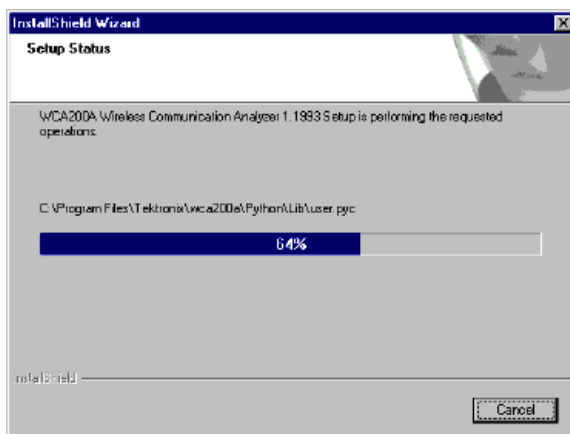 InstallShield Wizard
Setup Status
WCA200A Wireless Communication Analyzer 1.1993 Setup is performing the requested
operations.
C:\Program Files\Tektronix\wca200a\Python\Lib\user.pyc
64%
InstallShield
Cancel